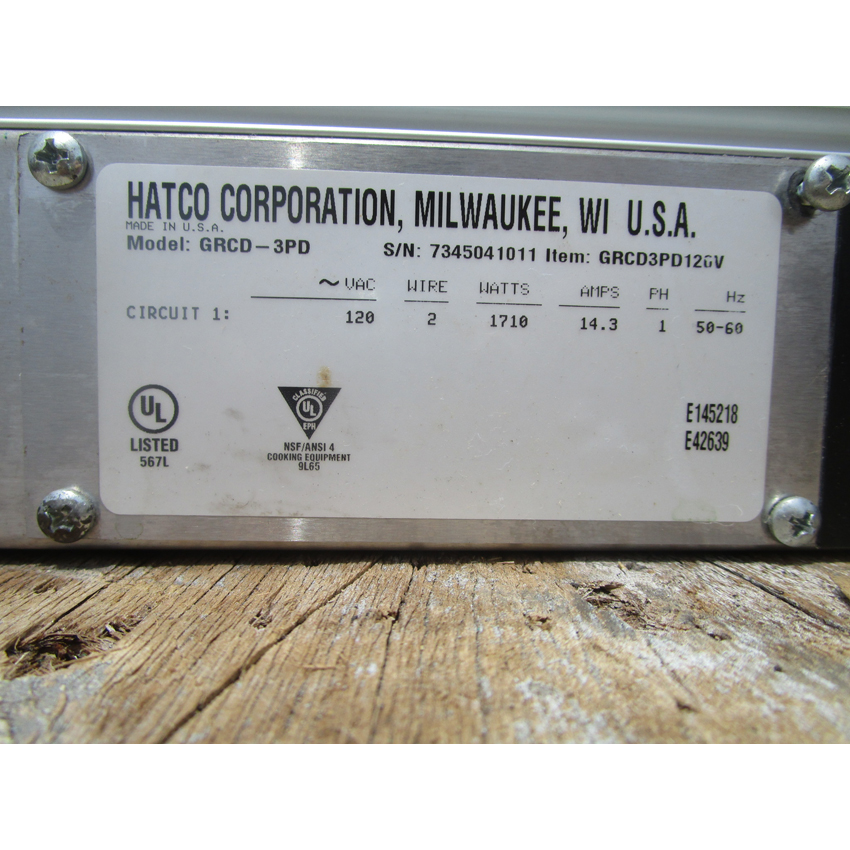 HATCO CORPORATION, MILWAUKEE, WI U.S.A.
MADE IN U.S.A.
Model: GRCD-3PD S/N: 7345041011 Item: GRCD3PD120V
~VAC WIRE WATTS AMPS PH Hz
CIRCUIT 1: 120 2 1710 14.3 1 50-60
UL
LISTED
567L
CLASSIFIED
UL
EPH
NSF/ANSI 4
COOKING EQUIPMENT
9L65
E145218
E42639